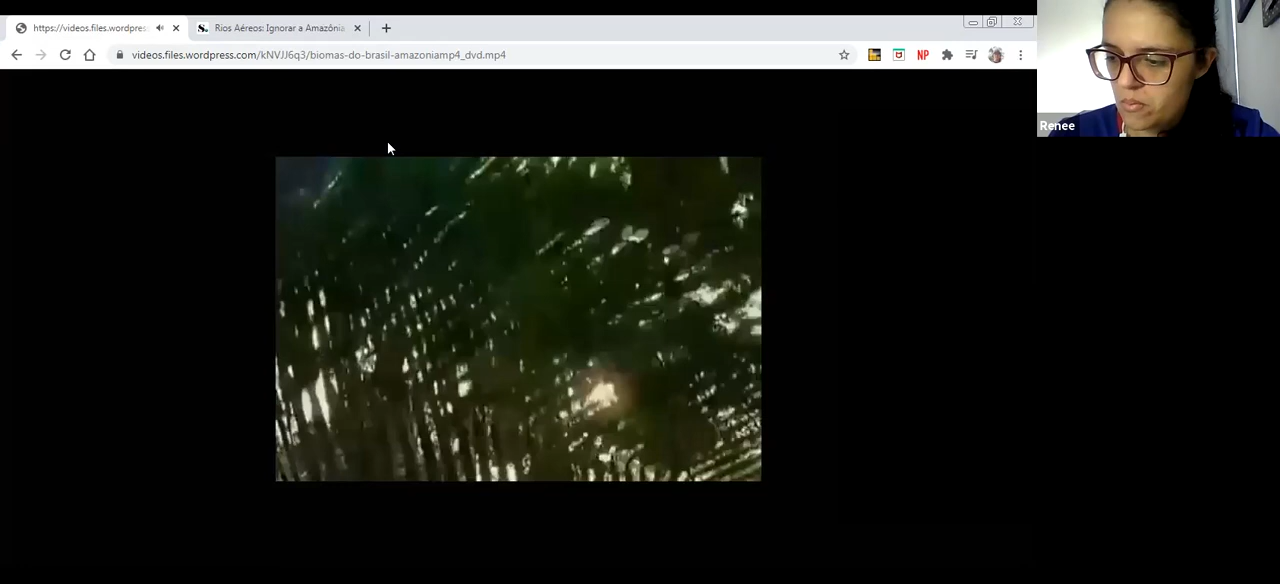 https://videos.files.wordpres
Rios Aéreos: Ignorar a Amazônia
videos.files.wordpress.com/kNVJJ6q3/biomas-do-brasil-amazoniamp4_dvd.mp4
NP
Renee